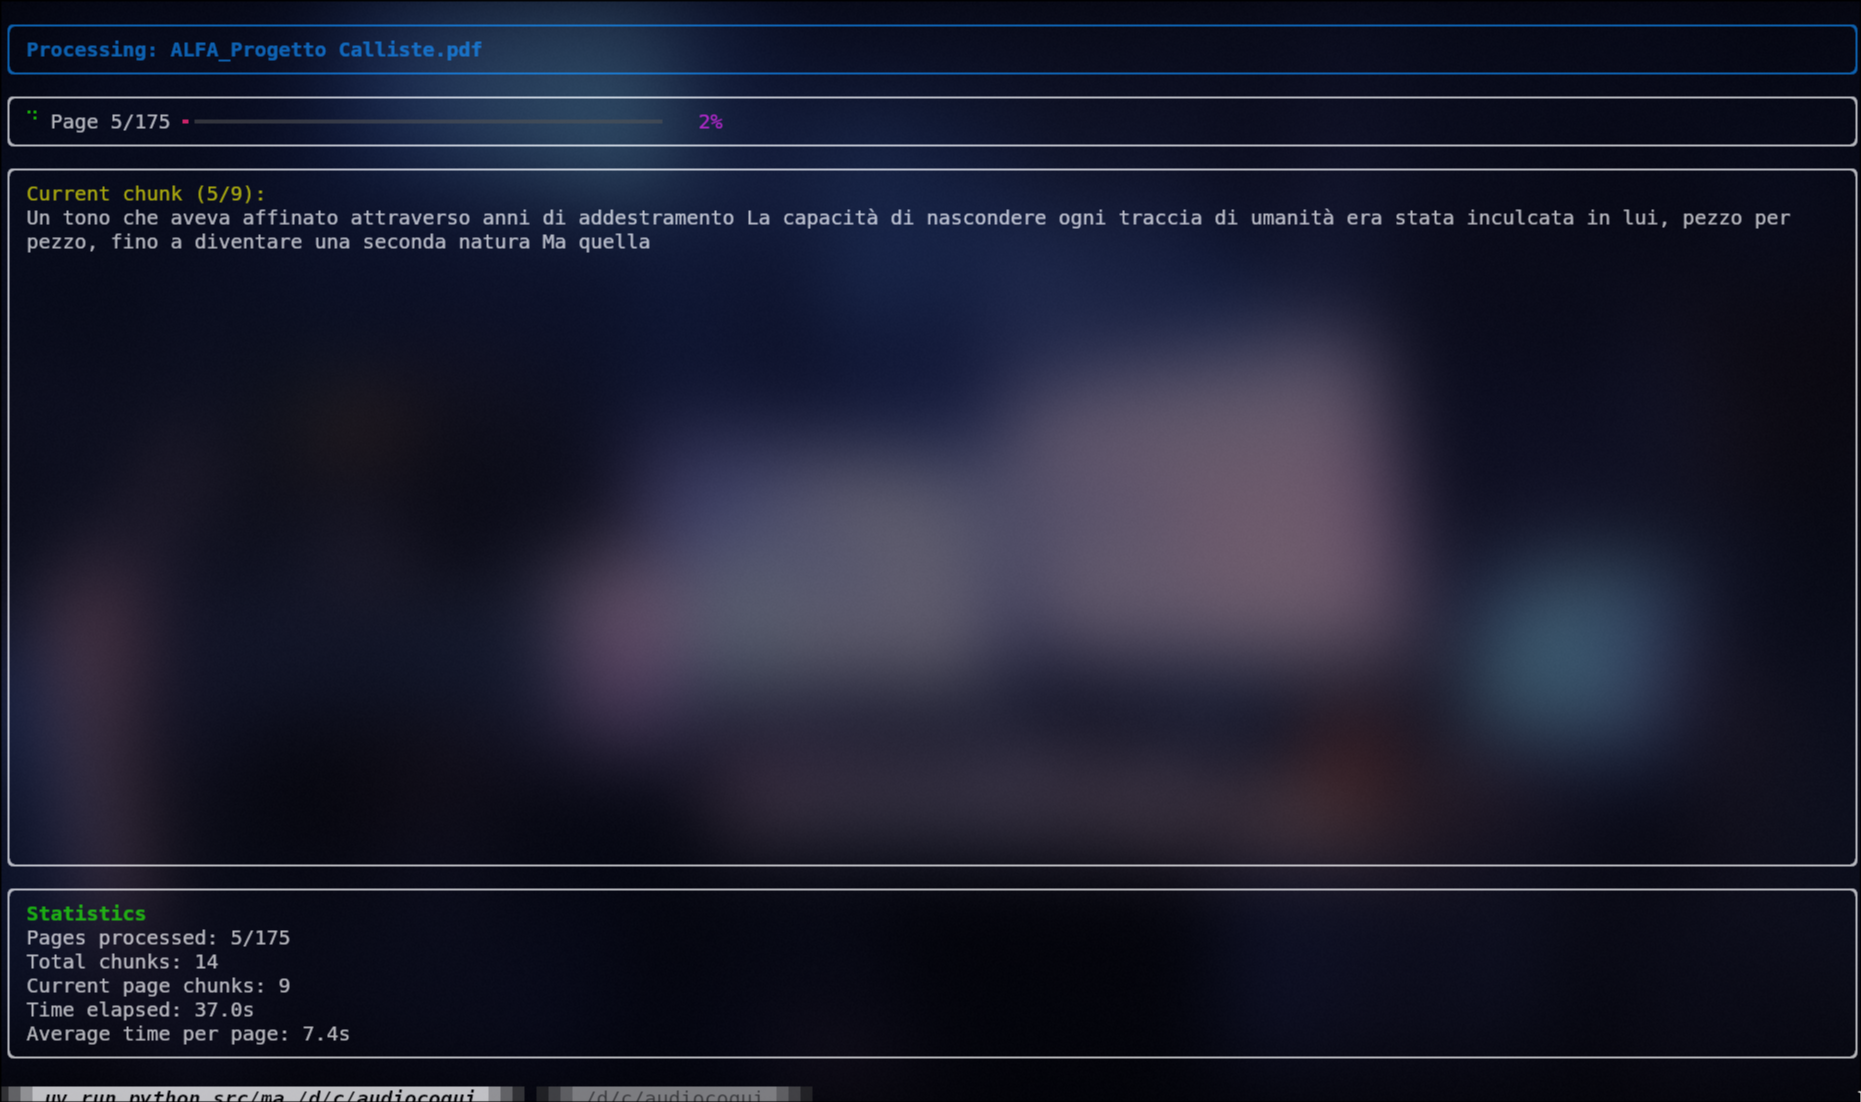 Processing: ALFA_Progetto Calliste.pdf
Page 5/175 2%
Current chunk (5/9):
Un tono che aveva affinato attraverso anni di addestramento La capacità di nascondere ogni traccia di umanità era stata inculcata in lui, pezzo per
pezzo, fino a diventare una seconda natura Ma quella
Statistics
Pages processed: 5/175
Total chunks: 14
Current page chunks: 9
Time elapsed: 37.0s
Average time per page: 7.4s
uv run python src/ma /d/c/audiocoqui /d/c/audiocoqui